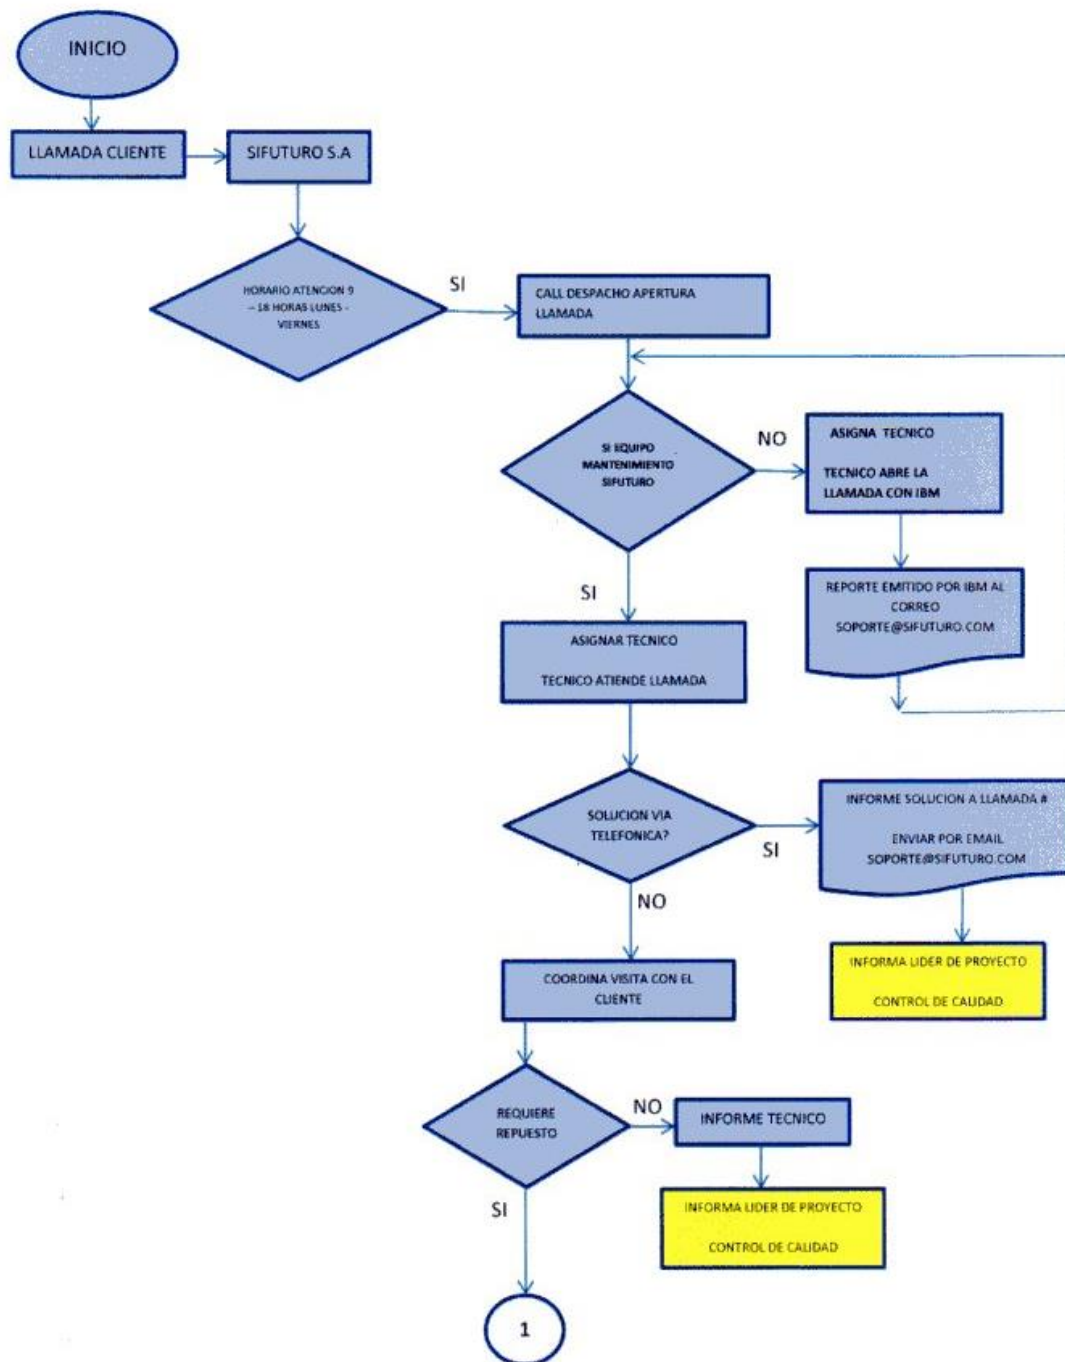 INICIO
LLAMADA CLIENTE
SIFUTURO S.A
HORARIO ATENCION 9
– 18 HORAS LUNES -
VIERNES
SI
CALL DESPACHO APERTURA
LLAMADA
SI EQUIPO
MANTENIMIENTO
SIFUTURO
NO
ASIGNA TECNICO
TECNICO ABRE LA
LLAMADA CON IBM
REPORTE EMITIDO POR IBM AL
CORREO
SOPORTE@SIFUTURO.COM
SI
ASIGNAR TECNICO
TECNICO ATIENDE LLAMADA
SOLUCION VIA
TELEFONICA?
SI
INFORME SOLUCION A LLAMADA #
ENVIAR POR EMAIL
SOPORTE@SIFUTURO.COM
NO
INFORMA LIDER DE PROYECTO
CONTROL DE CALIDAD
COORDINA VISITA CON EL
CLIENTE
REQUIERE
REPUESTO
NO
INFORME TECNICO
SI
INFORMA LIDER DE PROYECTO
CONTROL DE CALIDAD
1